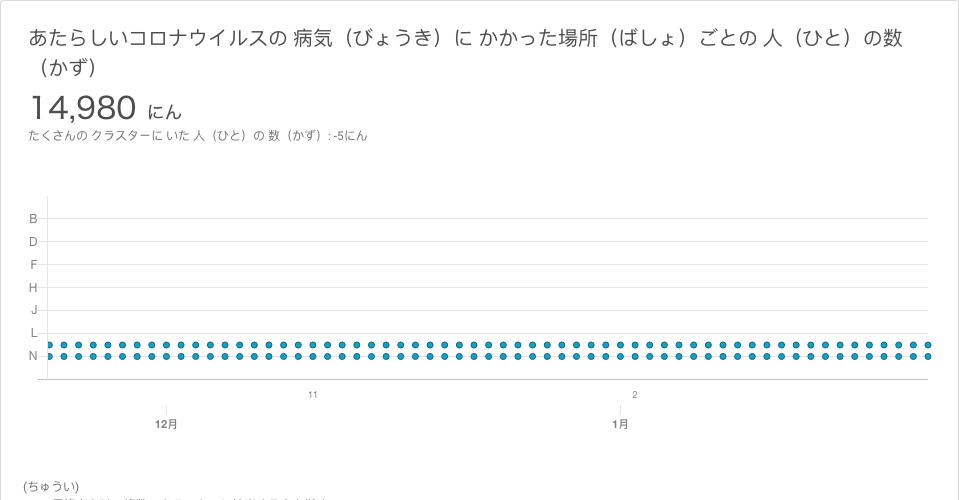 あたらしいコロナウイルスの 病気（びょうき）に かかった場所（ばしょ）ごとの 人（ひと）の数
（かず）
14,980 にん
たくさんの クラスターに いた 人（ひと）の 数（かず）: -5にん
B
D
F
H
J
L
N
11
2
12月
1月
(ちゅうい)